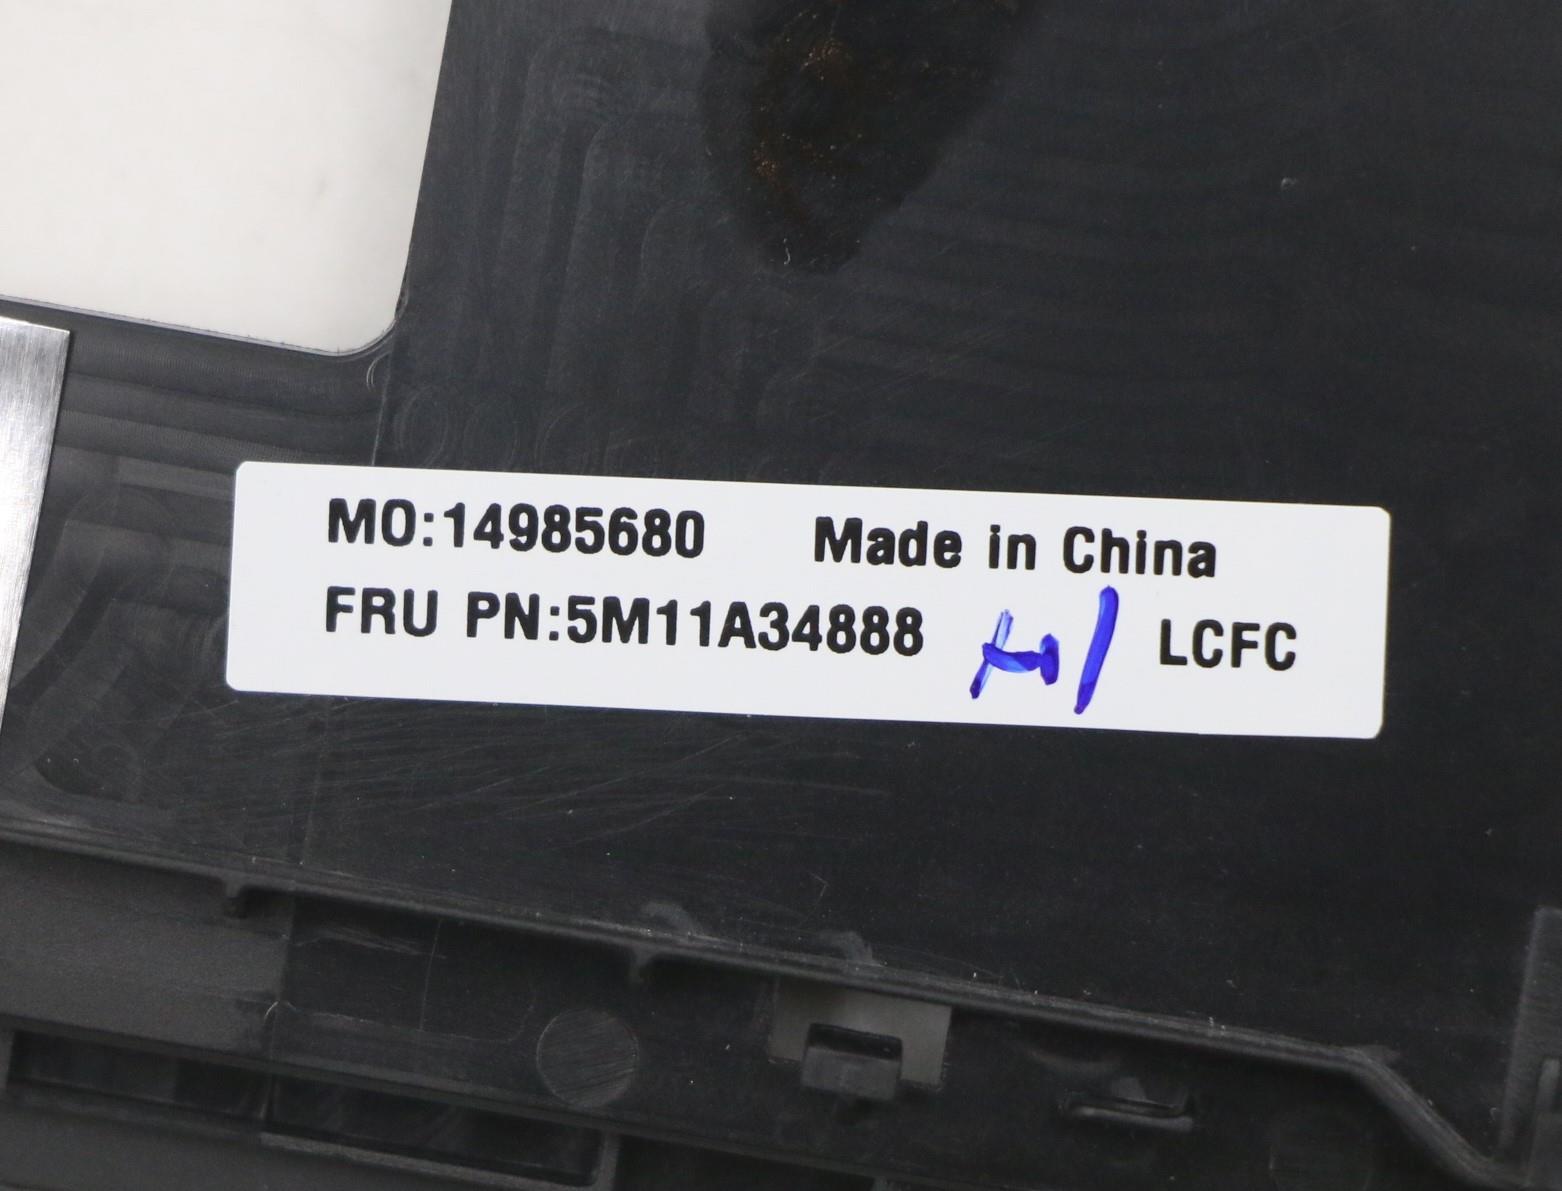 MO:14985680 Made in China
FRU PN:5M11A34888 LCFC